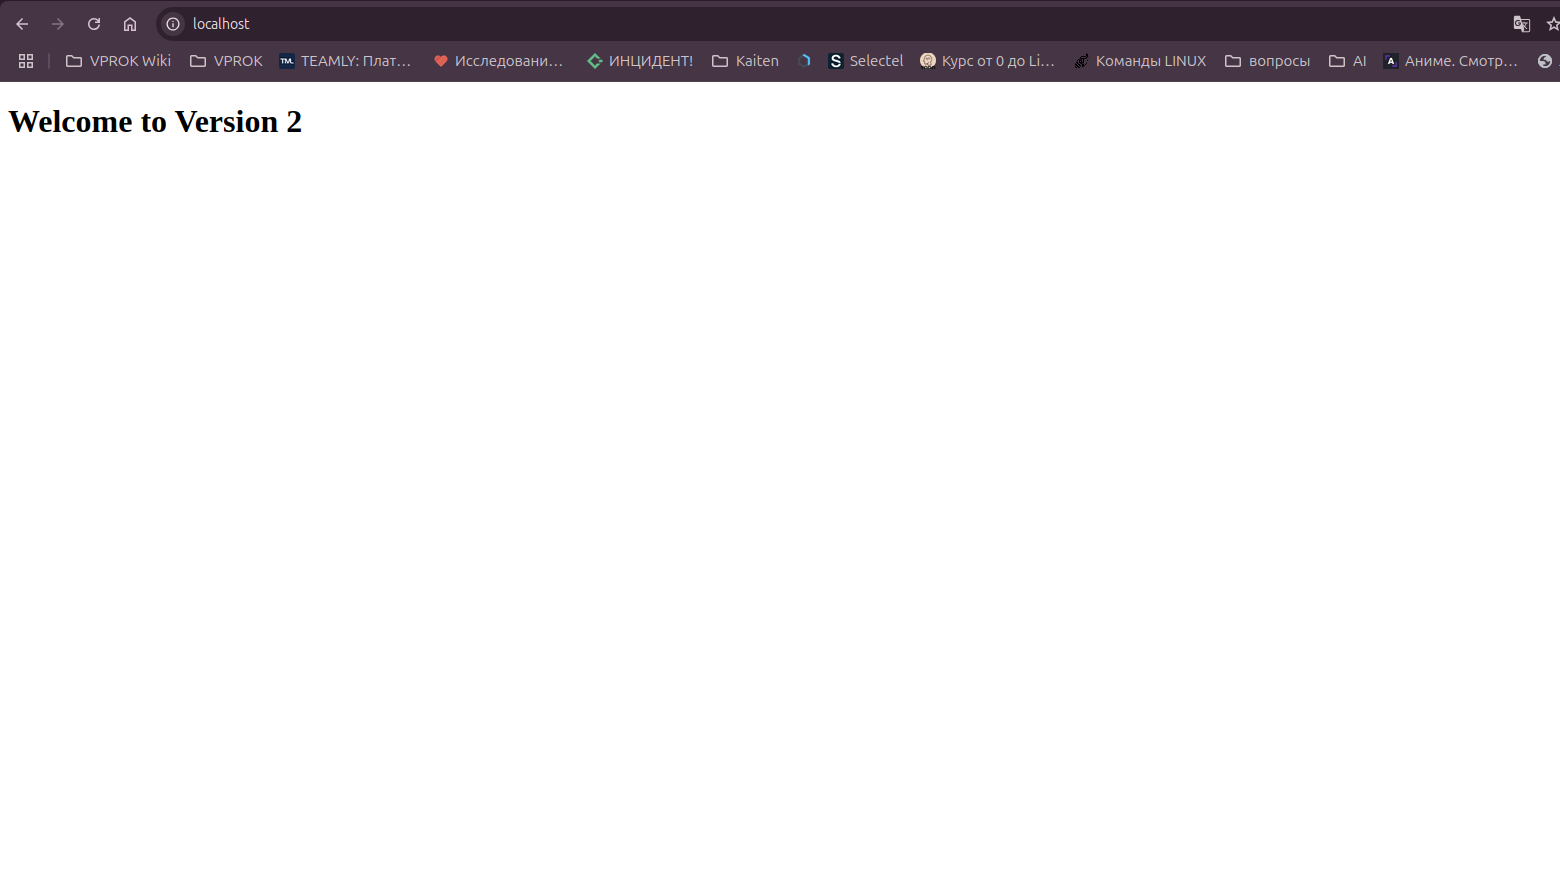 localhost
VPROK Wiki VPROK TEAMLY: Плат… Исследовани… ИНЦИДЕНТ! Kaiten Selectel Курс от 0 до Li… Команды LINUX вопросы AI Аниме. Смотр…
Welcome to Version 2